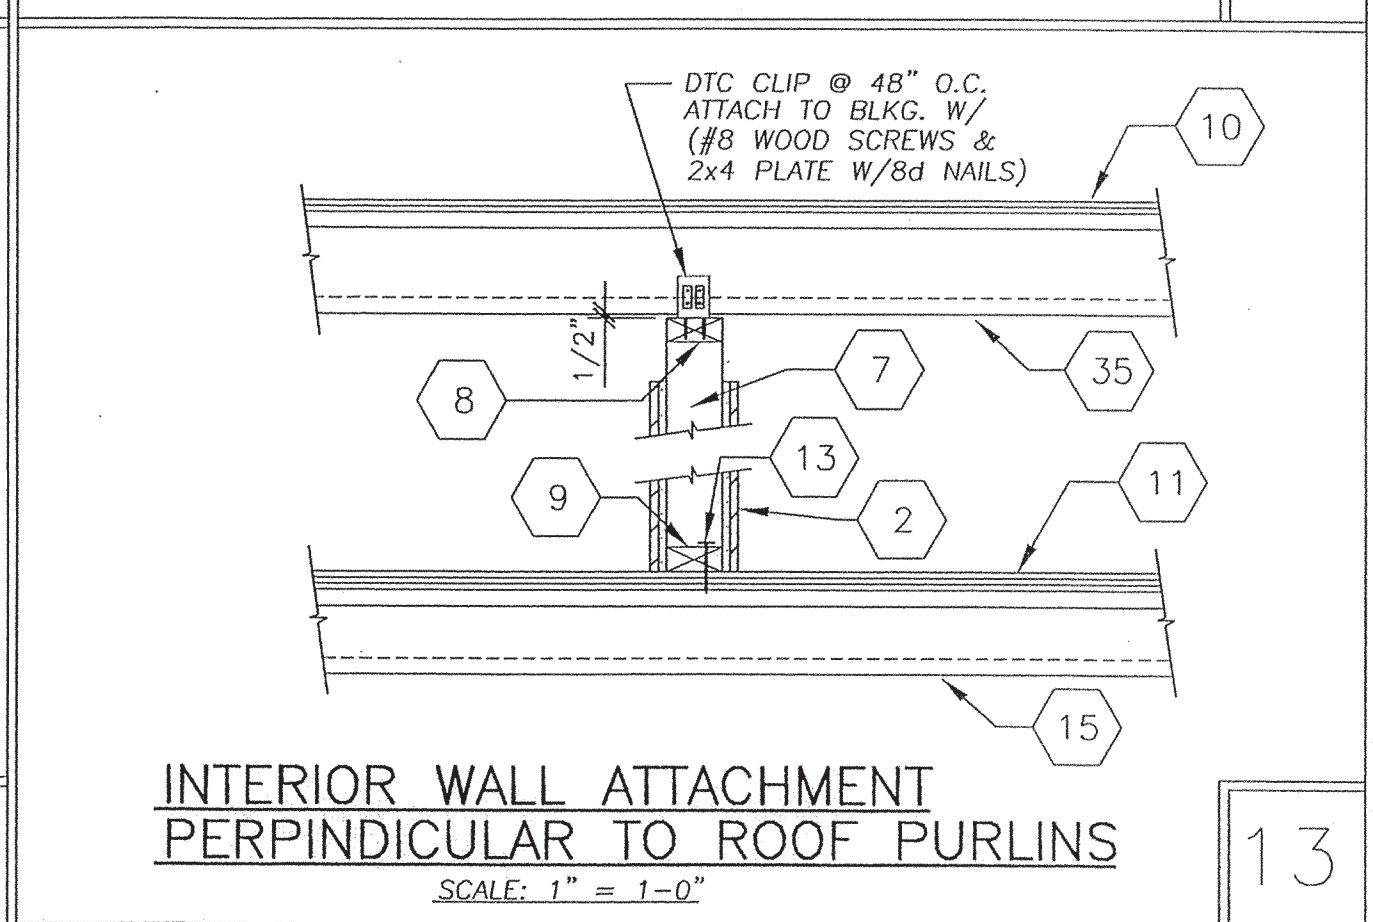 DTC CLIP @ 48" O.C.
ATTACH TO BLKG. W/
(#8 WOOD SCREWS &
2x4 PLATE W/8d NAILS)
10
1/2"
8
7
35
13
9
2
11
15
INTERIOR WALL ATTACHMENT
PERPINDICULAR TO ROOF PURLINS
SCALE: 1" = 1-0"
13